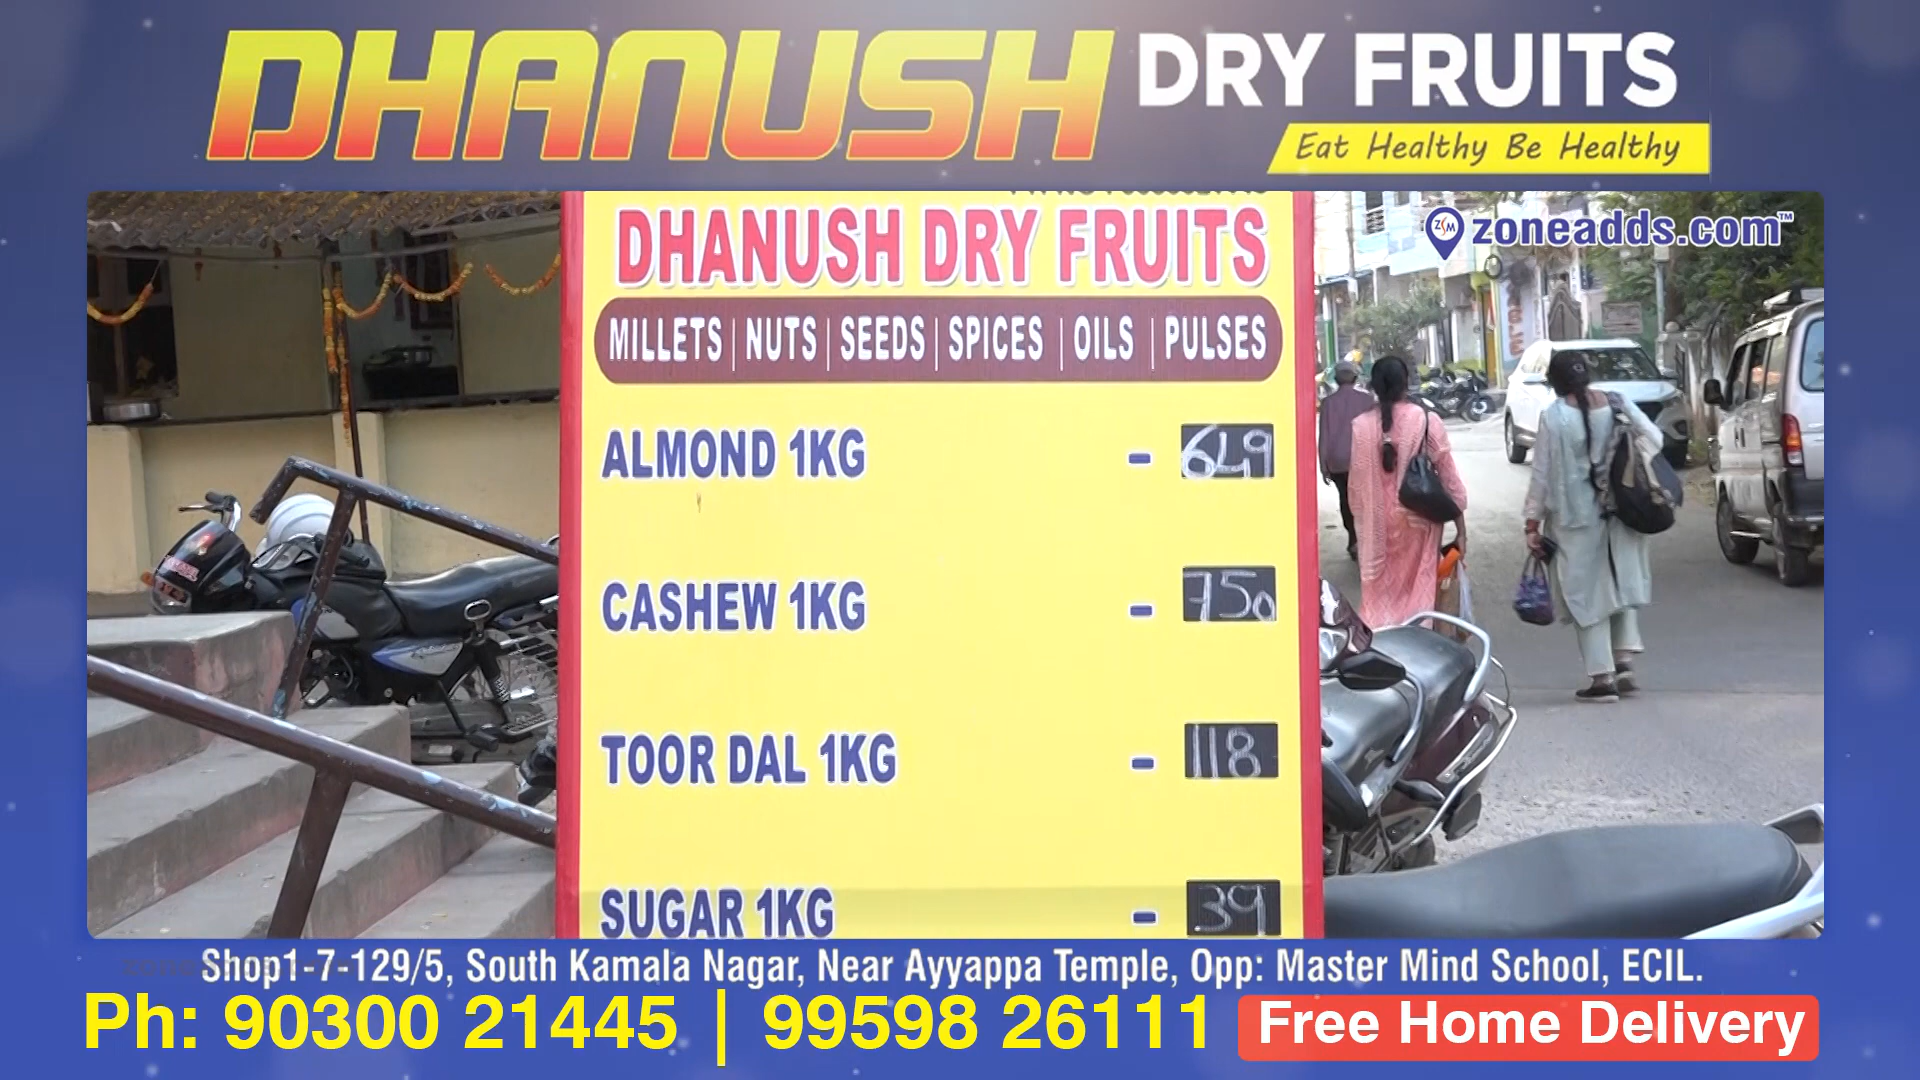 DHANUSH DRY FRUITS
Eat Healthy Be Healthy
zoneadds.com™
DHANUSH DRY FRUITS
MILLETS | NUTS | SEEDS | SPICES | OILS | PULSES
ALMOND 1KG - 649
CASHEW 1KG - 750
TOOR DAL 1KG - 118
SUGAR 1KG - 39
Shop1-7-129/5, South Kamala Nagar, Near Ayyappa Temple, Opp: Master Mind School, ECIL.
Ph: 90300 21445 | 99598 26111 Free Home Delivery